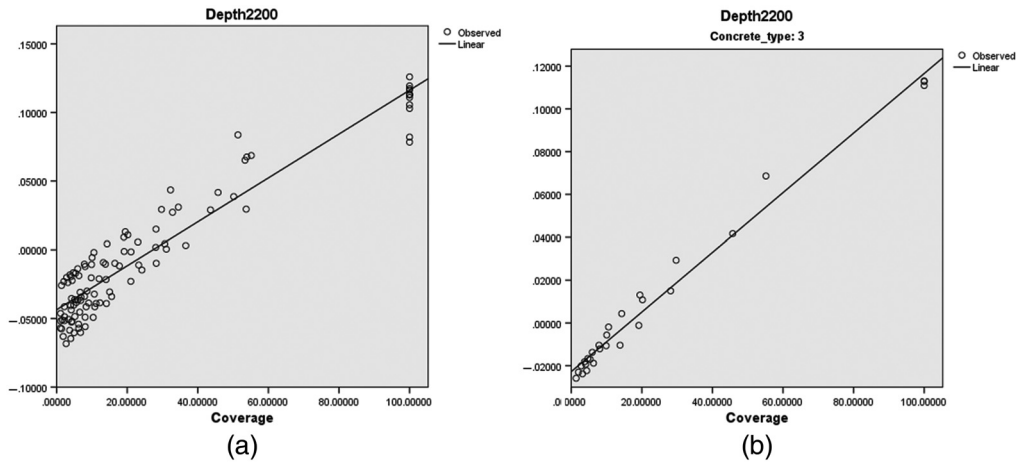 Depth2200
Observed
Linear
.15000
.10000
.05000
.00000
-.05000
-.10000
.00000 20.00000 40.00000 60.00000 80.00000 100.00000
Coverage
(a)
Depth2200
Concrete_type: 3
Observed
Linear
.12000
.10000
.08000
.06000
.04000
.02000
.00000
-.02000
.0(0000 20.00000 40.00000 60.00000 80.00000 100.00000
Coverage
(b)